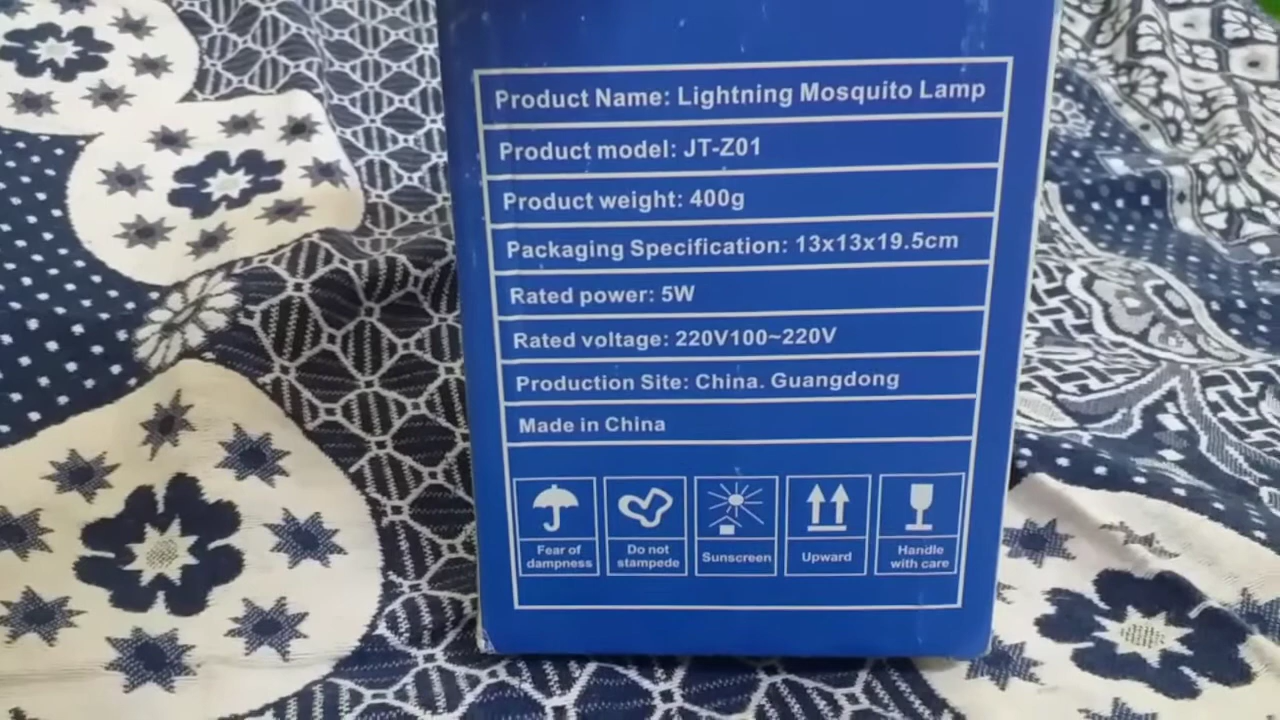 Product Name: Lightning Mosquito Lamp
Product model: JT-Z01
Product weight: 400g
Packaging Specification: 13x13x19.5cm
Rated power: 5W
Rated voltage: 220V100~220V
Production Site: China. Guangdong
Made in China
Fear of
dampness
Do not
stampede
Sunscreen
Upward
Handle
with care